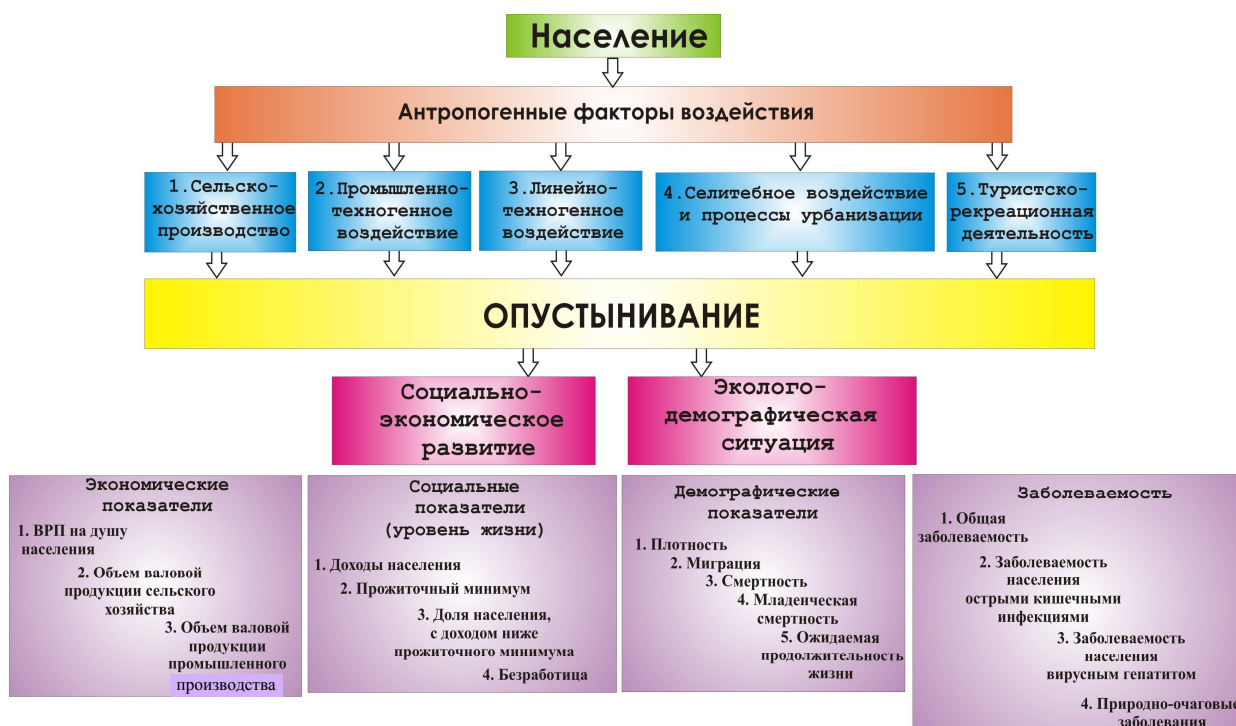 Население
Антропогенные факторы воздействия
1.Сельско-
хозяйственное
производство
2.Промышленно-
техногенное
воздействие
3.Линейно-
техногенное
воздействие
4.Селитебное воздействие
и процессы урбанизации
5.Туристско-
рекреационная
деятельность
ОПУСТЫНИВАНИЕ
Социально-
экономическое
развитие
Эколого-
демографическая
ситуация
Экономические
показатели
1. ВРП на душу
населения
2. Объем валовой
продукции сельского
хозяйства
3. Объем валовой
продукции
промышленного
производства
Социальные
показатели
(уровень жизни)
1. Доходы населения
2. Прожиточный минимум
3. Доля населения,
с доходом ниже
прожиточного минимума
4. Безработица
Демографические
показатели
1. Плотность
2. Миграция
3. Смертность
4. Младенческая
смертность
5. Ожидаемая
продолжительность
жизни
Заболеваемость
1. Общая
заболеваемость
2. Заболеваемость
населения
острыми кишечными
инфекциями
3. Заболеваемость
населения
вирусным гепатитом
4. Природно-очаговые
заболевания